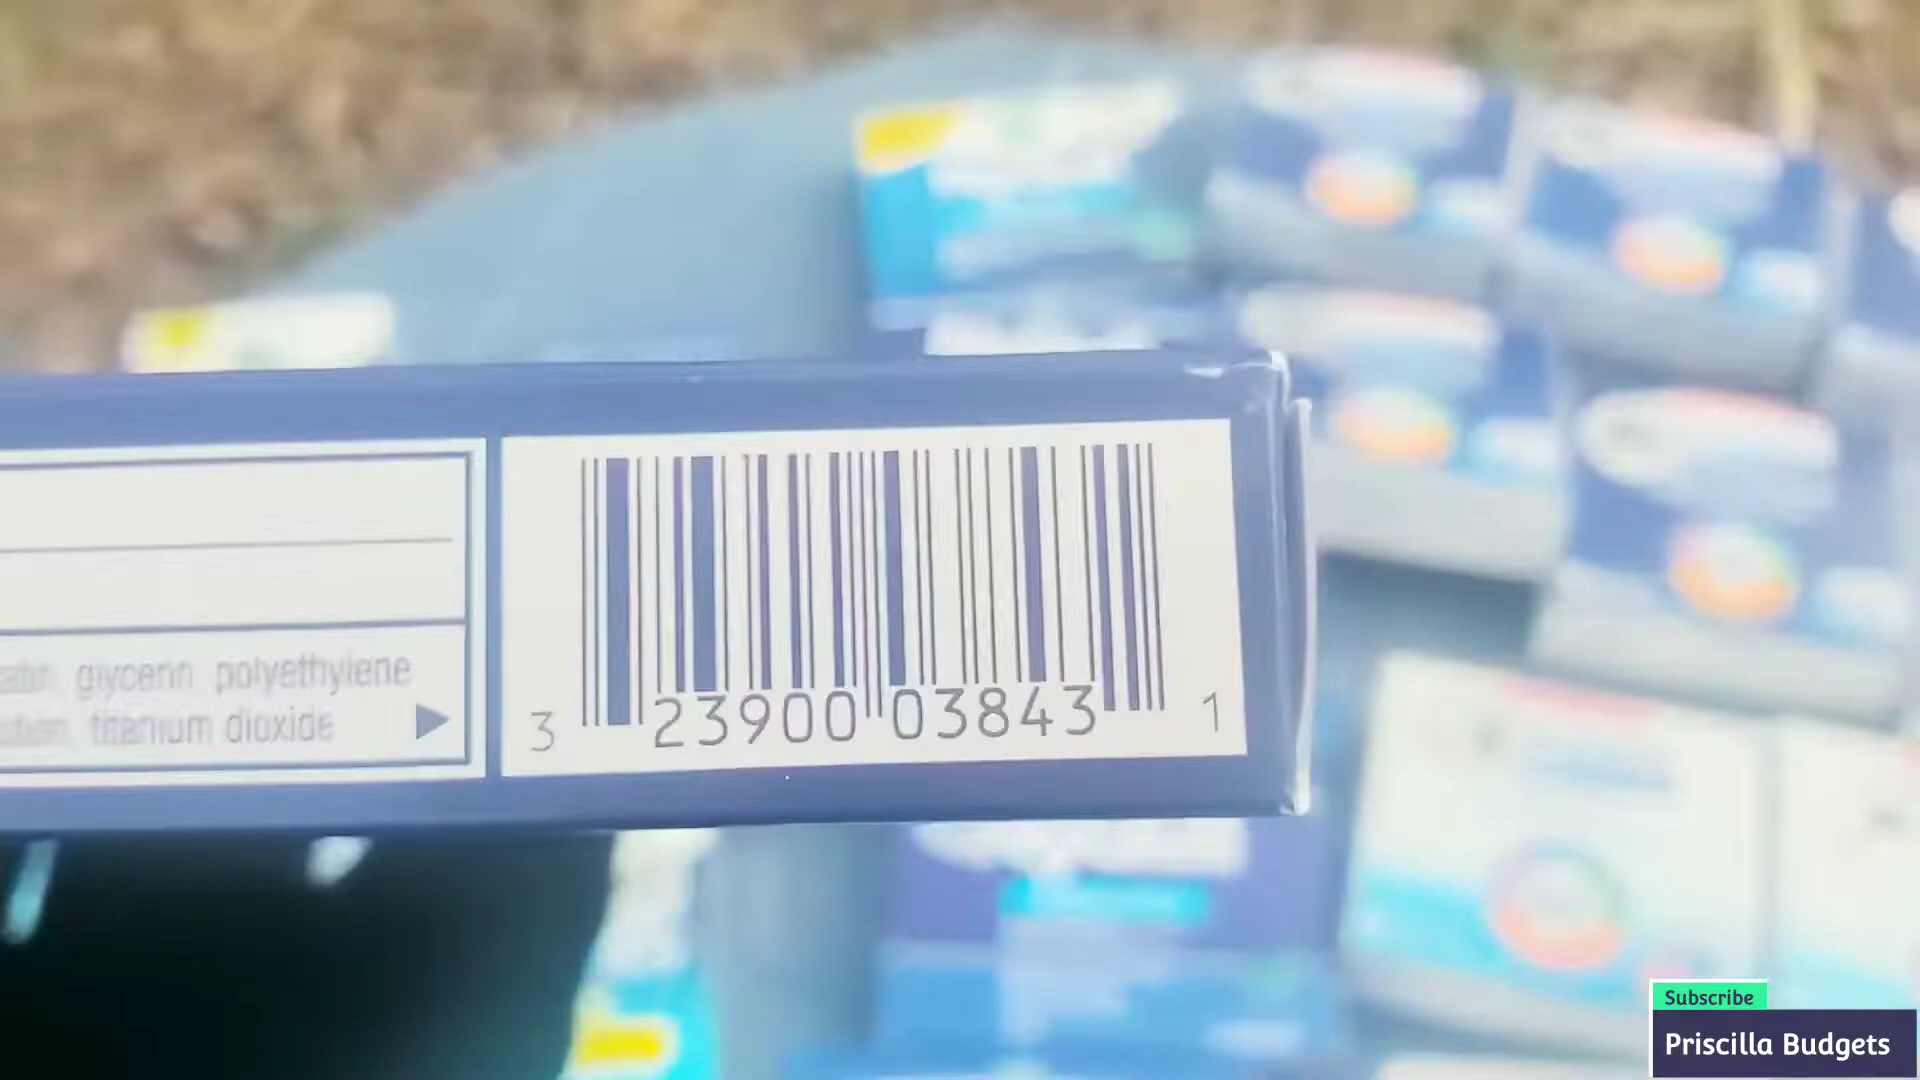 glycerin polyethylene
titanium dioxide
3 23900 03843 1
Subscribe
Priscilla Budgets